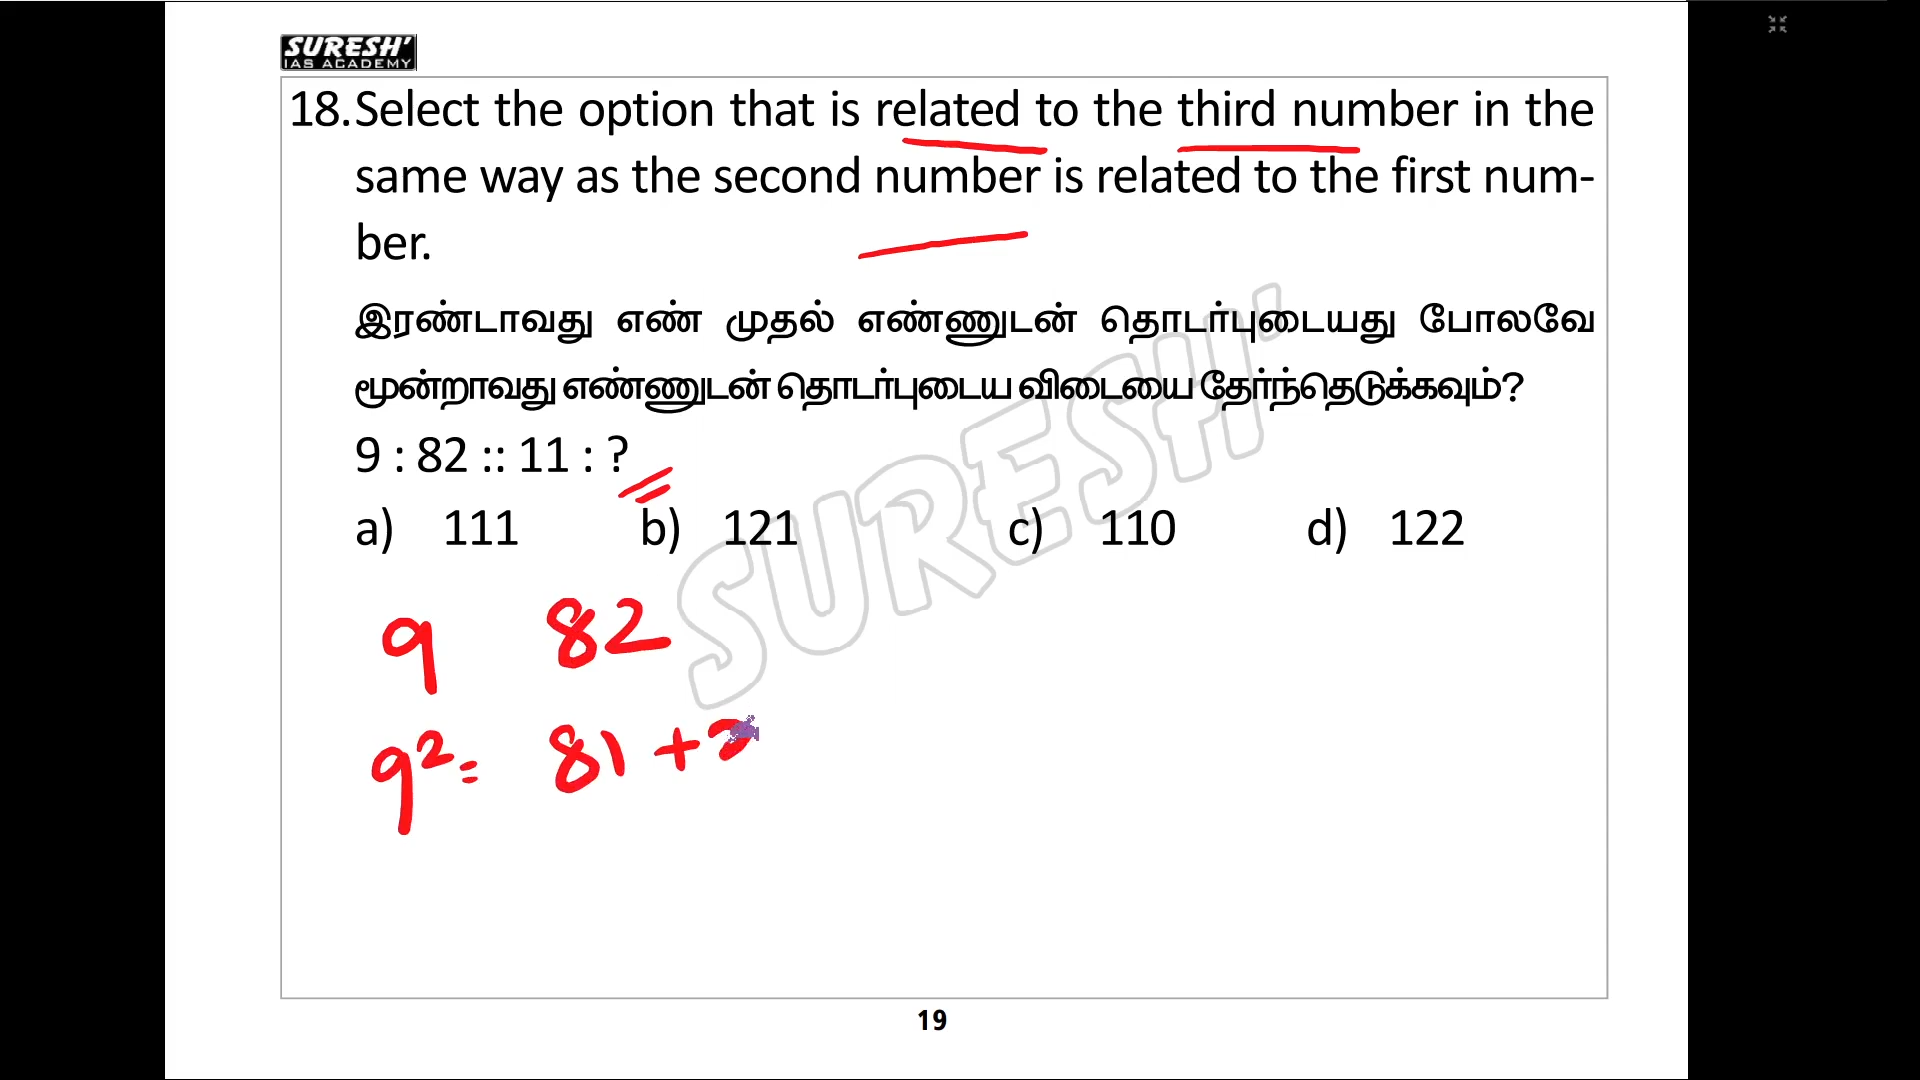 SURESH'
IAS ACADEMY
18. Select the option that is related to the third number in the
same way as the second number is related to the first num-
ber.
இரண்டாவது எண் முதல் எண்ணுடன் தொடர்புடையது போலவே
மூன்றாவது எண்ணுடன் தொடர்புடைய விடையை தேர்ந்தெடுக்கவும்?
9 : 82 :: 11 : ?
a) 111 b) 121 c) 110 d) 122
SURESH'
9 82
9²= 81 +
19